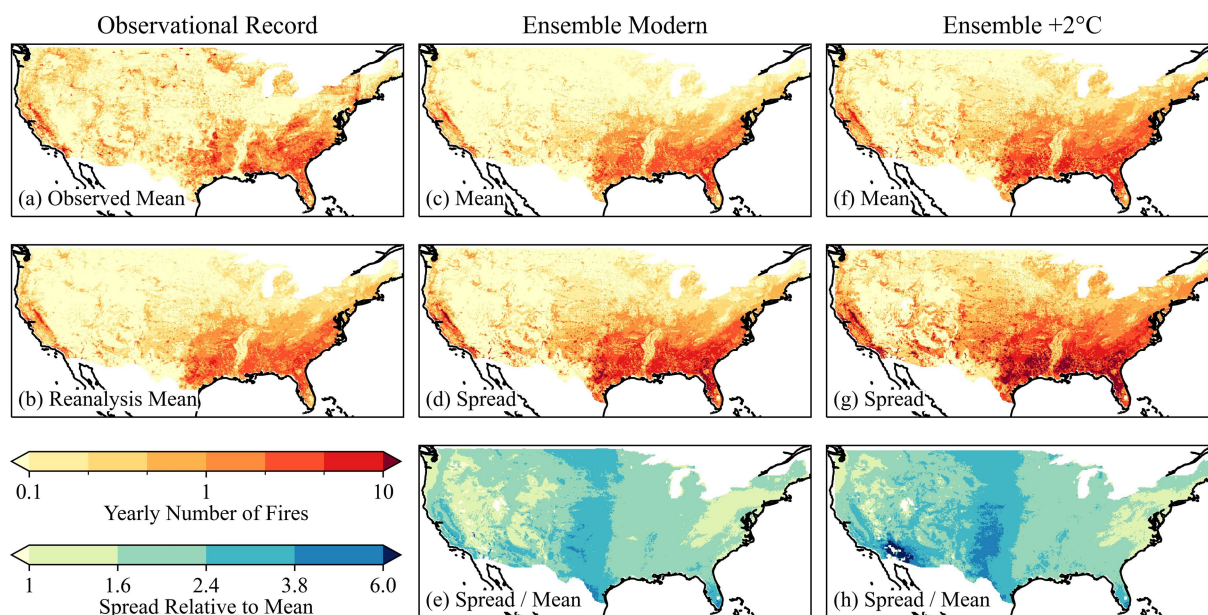 Observational Record
Ensemble Modern
Ensemble +2°C
(a) Observed Mean
(c) Mean
(f) Mean
(b) Reanalysis Mean
(d) Spread
(g) Spread
0.1
1
10
Yearly Number of Fires
1
1.6
2.4
3.8
6.0
Spread Relative to Mean
(e) Spread / Mean
(h) Spread / Mean